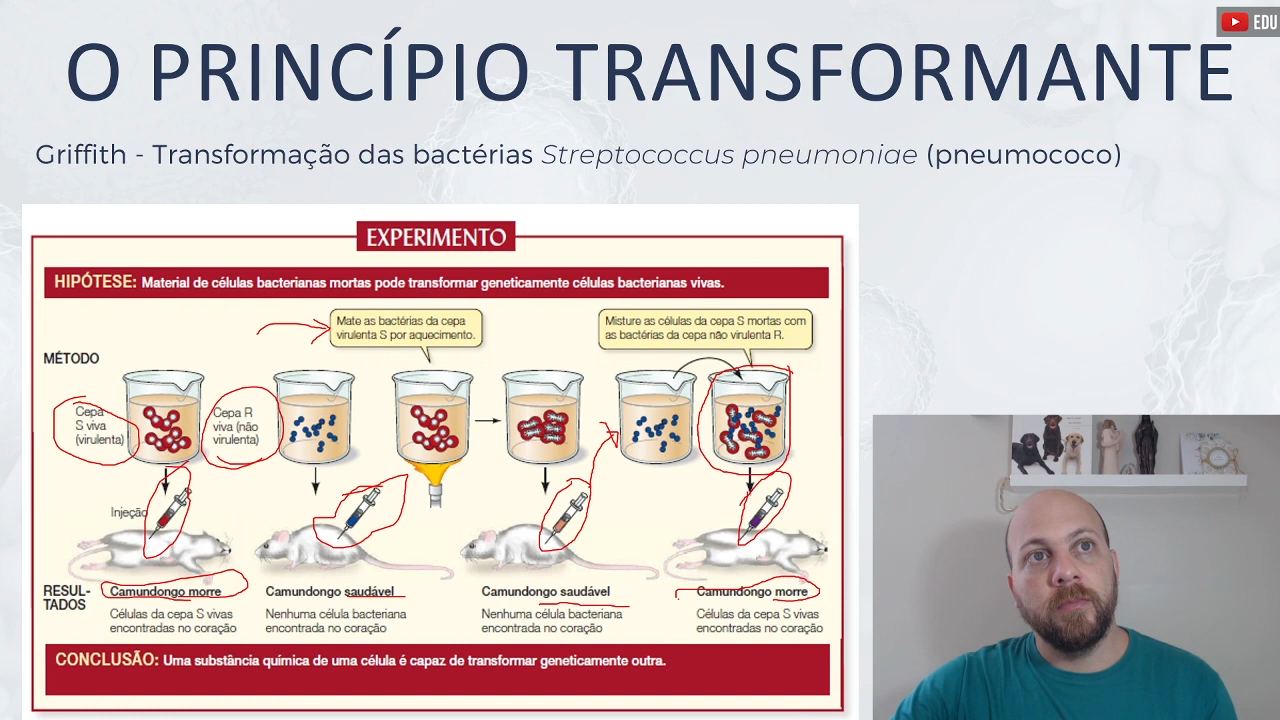 EDU
O PRINCÍPIO TRANSFORMANTE
Griffith - Transformação das bactérias Streptococcus pneumoniae (pneumococo)
EXPERIMENTO
HIPÓTESE: Material de células bacterianas mortas pode transformar geneticamente células bacterianas vivas.
Mate as bactérias da cepa
virulenta S por aquecimento.
Misture as células da cepa S mortas com
as bactérias da cepa não virulenta R.
MÉTODO
Cepa
S viva
(virulenta)
Cepa R
viva (não
virulenta)
Injeção
RESUL-
TADOS
Camundongo morre
Células da cepa S vivas
encontradas no coração
Camundongo saudável
Nenhuma célula bacteriana
encontrada no coração
Camundongo saudável
Nenhuma célula bacteriana
encontrada no coração
Camundongo morre
Células da cepa S vivas
encontradas no coração
CONCLUSÃO: Uma substância química de uma célula é capaz de transformar geneticamente outra.